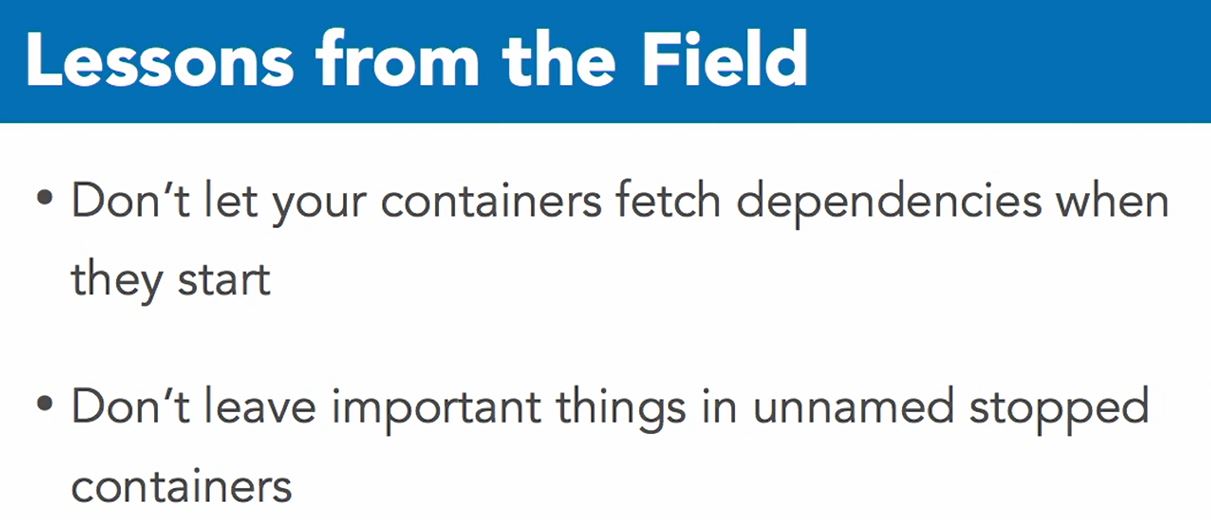 Lessons from the Field
• Don’t let your containers fetch dependencies when
they start
• Don’t leave important things in unnamed stopped
containers